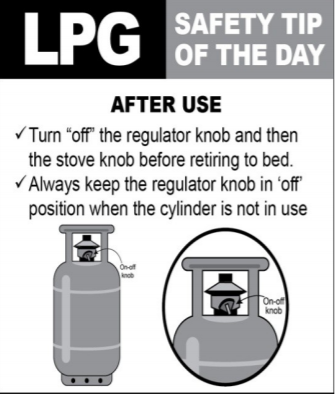 LPG
SAFETY TIP
OF THE DAY
AFTER USE
✓Turn “off” the regulator knob and then
the stove knob before retiring to bed.
✓Always keep the regulator knob in ‘off’
position when the cylinder is not in use
On-off
knob
On-off
knob